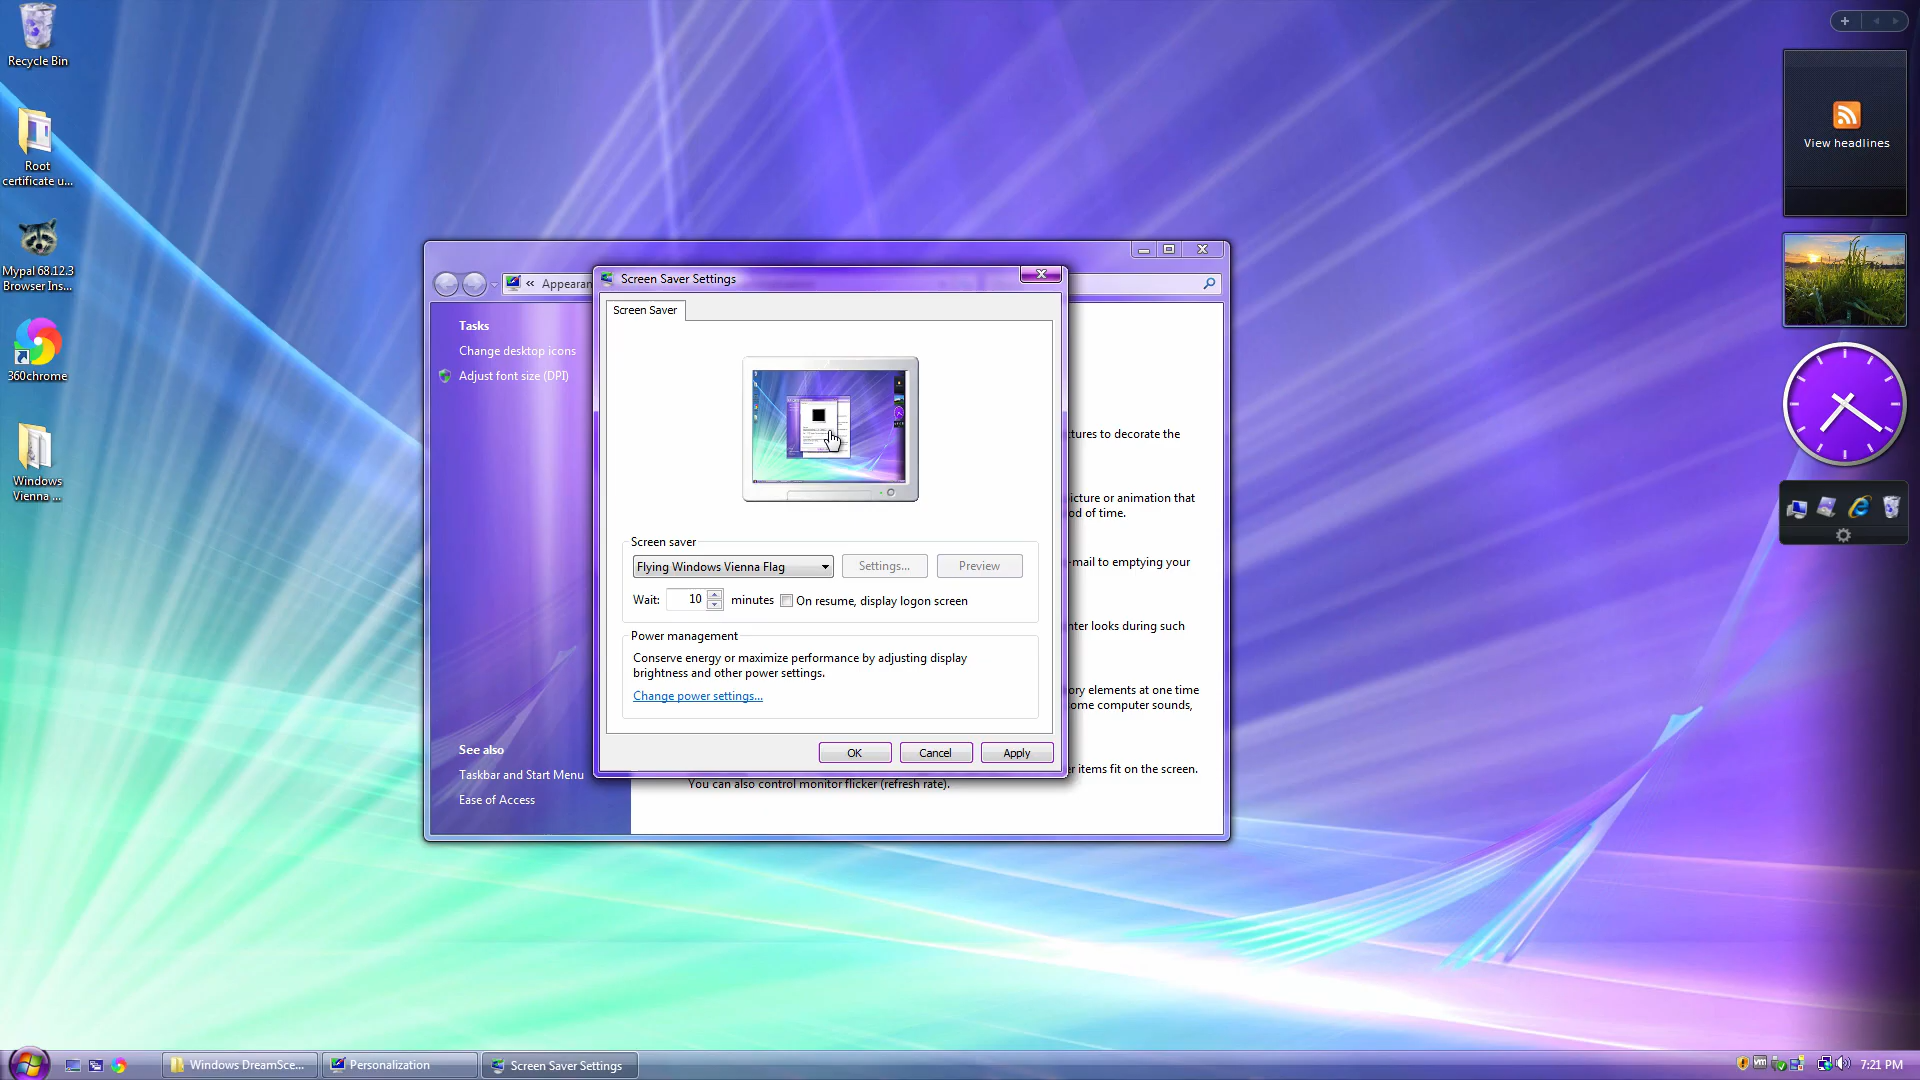 Recycle Bin
Root
certificate u...
Mypal 68.12.3
Browser Ins...
360chrome
Windows
Vienna ...
View headlines
« Appearan
Tasks
Change desktop icons
Adjust font size (DPI)
See also
Taskbar and Start Menu
Ease of Access
Screen Saver Settings
Screen Saver
Screen saver
Flying Windows Vienna Flag
Settings...
Preview
Wait: 10 minutes
On resume, display logon screen
Power management
Conserve energy or maximize performance by adjusting display
brightness and other power settings.
Change power settings...
OK
Cancel
Apply
ctures to decorate the
icture or animation that
od of time.
-mail to emptying your
ter looks during such
ory elements at one time
ome computer sounds,
r items fit on the screen.
You can also control monitor flicker (refresh rate).
Windows DreamSce...
Personalization
Screen Saver Settings
7:21 PM